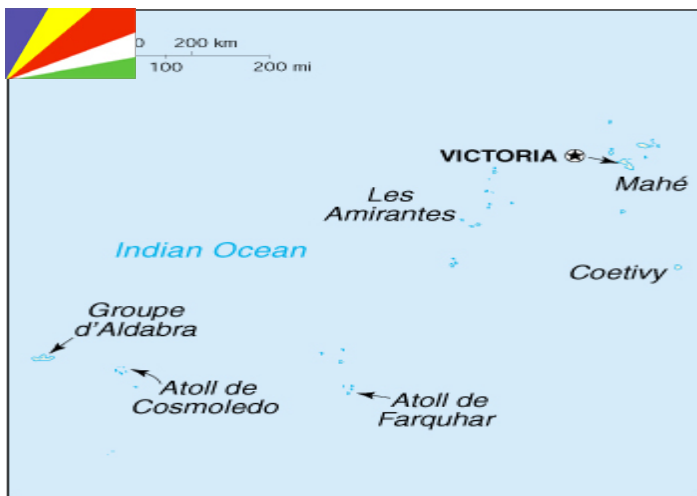 0 200 km
100 200 mi
VICTORIA
Mahé
Les
Amirantes
Indian Ocean
Coetivy
Groupe
d'Aldabra
Atoll de
Cosmoledo
Atoll de
Farquhar